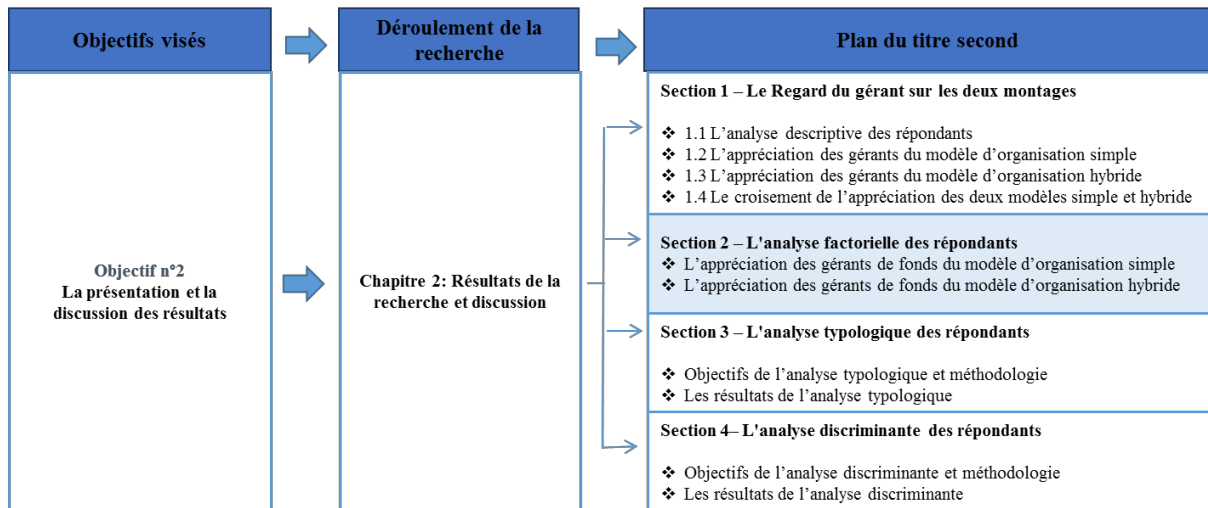 Objectifs visés
Déroulement de la
recherche
Plan du titre second
Objectif n°2
La présentation et la
discussion des résultats
Chapitre 2: Résultats de la
recherche et discussion
Section 1 – Le Regard du gérant sur les deux montages
❖ 1.1 L’analyse descriptive des répondants
❖ 1.2 L’appréciation des gérants du modèle d’organisation simple
❖ 1.3 L’appréciation des gérants du modèle d’organisation hybride
❖ 1.4 Le croisement de l’appréciation des deux modèles simple et hybride
Section 2 – L'analyse factorielle des répondants
❖ L’appréciation des gérants de fonds du modèle d’organisation simple
❖ L’appréciation des gérants de fonds du modèle d’organisation hybride
Section 3 – L'analyse typologique des répondants
❖ Objectifs de l’analyse typologique et méthodologie
❖ Les résultats de l’analyse typologique
Section 4– L'analyse discriminante des répondants
❖ Objectifs de l’analyse discriminante et méthodologie
❖ Les résultats de l’analyse discriminante